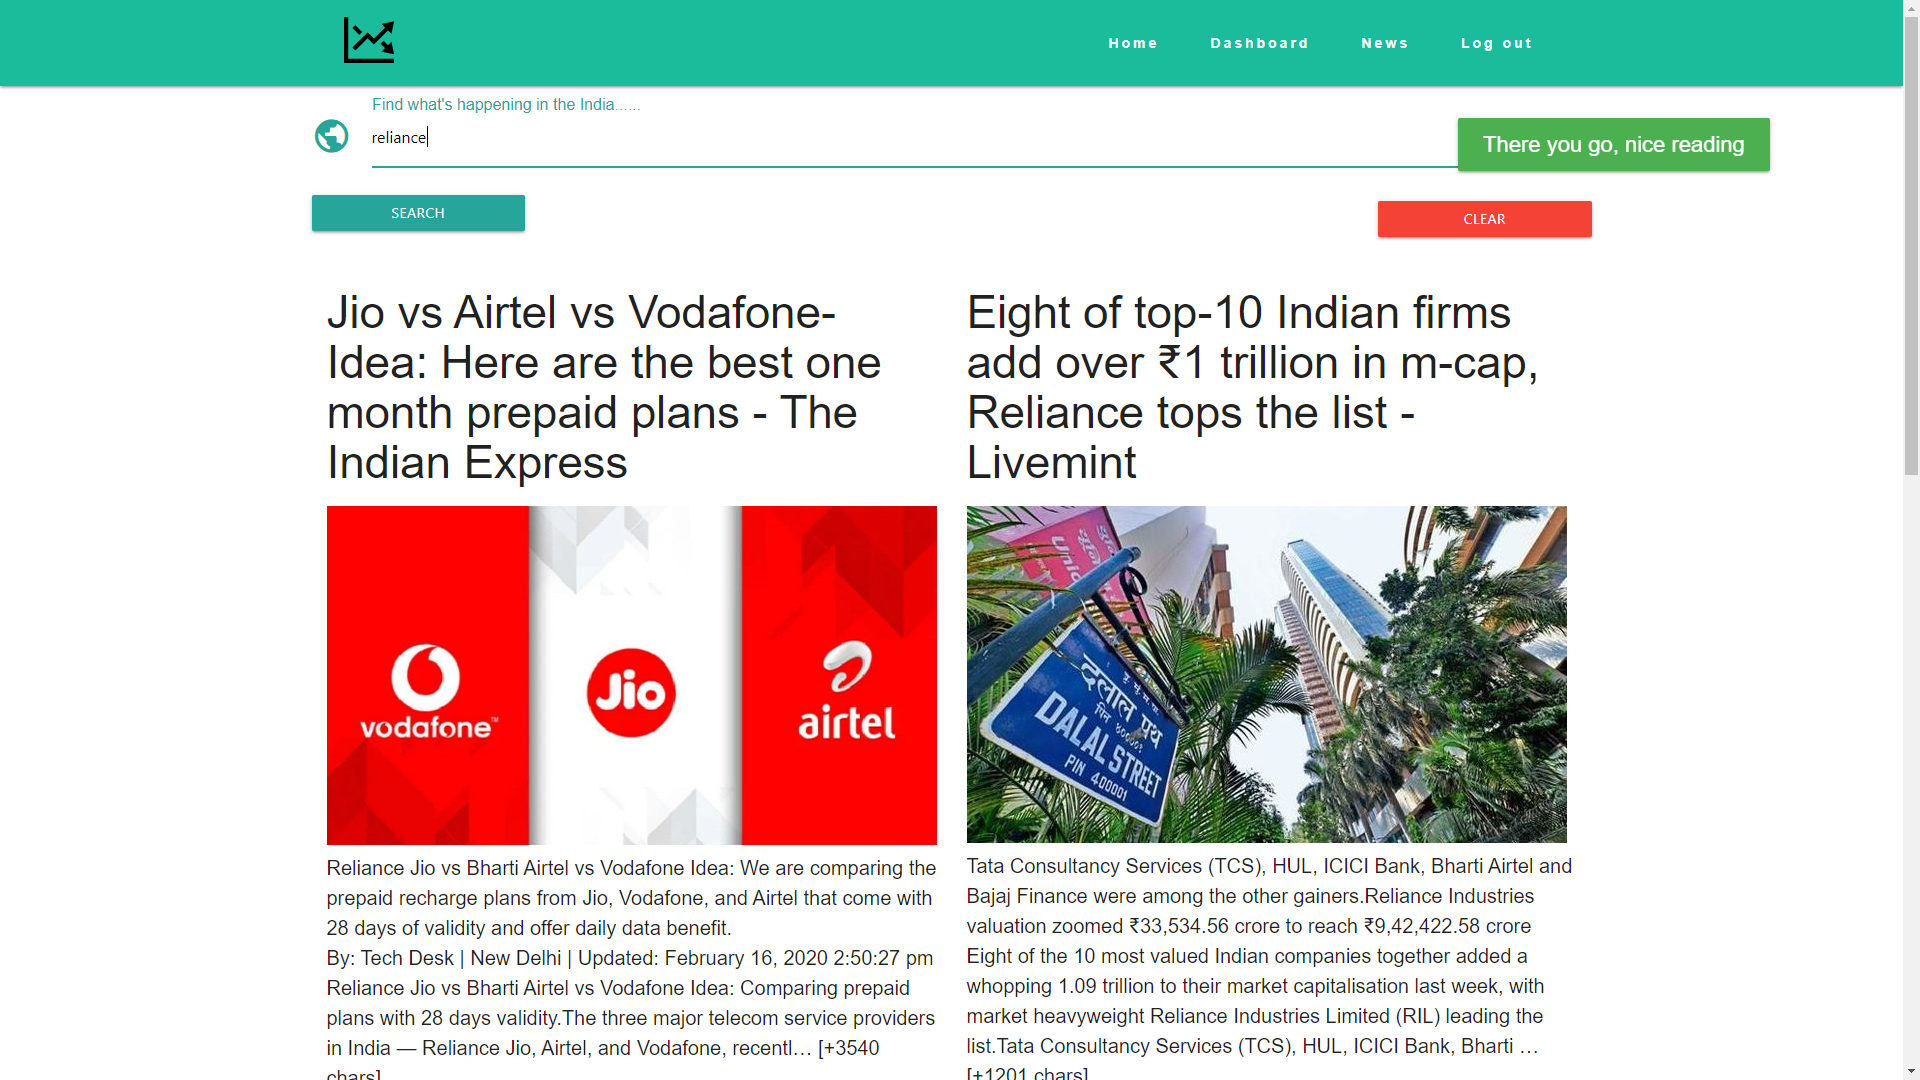 Home Dashboard News Log out
Find what's happening in the India......
reliance
There you go, nice reading
SEARCH
CLEAR
Jio vs Airtel vs Vodafone-
Idea: Here are the best one
month prepaid plans - The
Indian Express
vodafone™
Jio
airtel
Reliance Jio vs Bharti Airtel vs Vodafone Idea: We are comparing the
prepaid recharge plans from Jio, Vodafone, and Airtel that come with
28 days of validity and offer daily data benefit.
By: Tech Desk | New Delhi | Updated: February 16, 2020 2:50:27 pm
Reliance Jio vs Bharti Airtel vs Vodafone Idea: Comparing prepaid
plans with 28 days validity.The three major telecom service providers
in India — Reliance Jio, Airtel, and Vodafone, recentl… [+3540
chars]
Eight of top-10 Indian firms
add over ₹1 trillion in m-cap,
Reliance tops the list -
Livemint
दलाल पथ
DALAL STREET
PIN 400001
Tata Consultancy Services (TCS), HUL, ICICI Bank, Bharti Airtel and
Bajaj Finance were among the other gainers.Reliance Industries
valuation zoomed ₹33,534.56 crore to reach ₹9,42,422.58 crore
Eight of the 10 most valued Indian companies together added a
whopping 1.09 trillion to their market capitalisation last week, with
market heavyweight Reliance Industries Limited (RIL) leading the
list.Tata Consultancy Services (TCS), HUL, ICICI Bank, Bharti …
[+1201 chars]